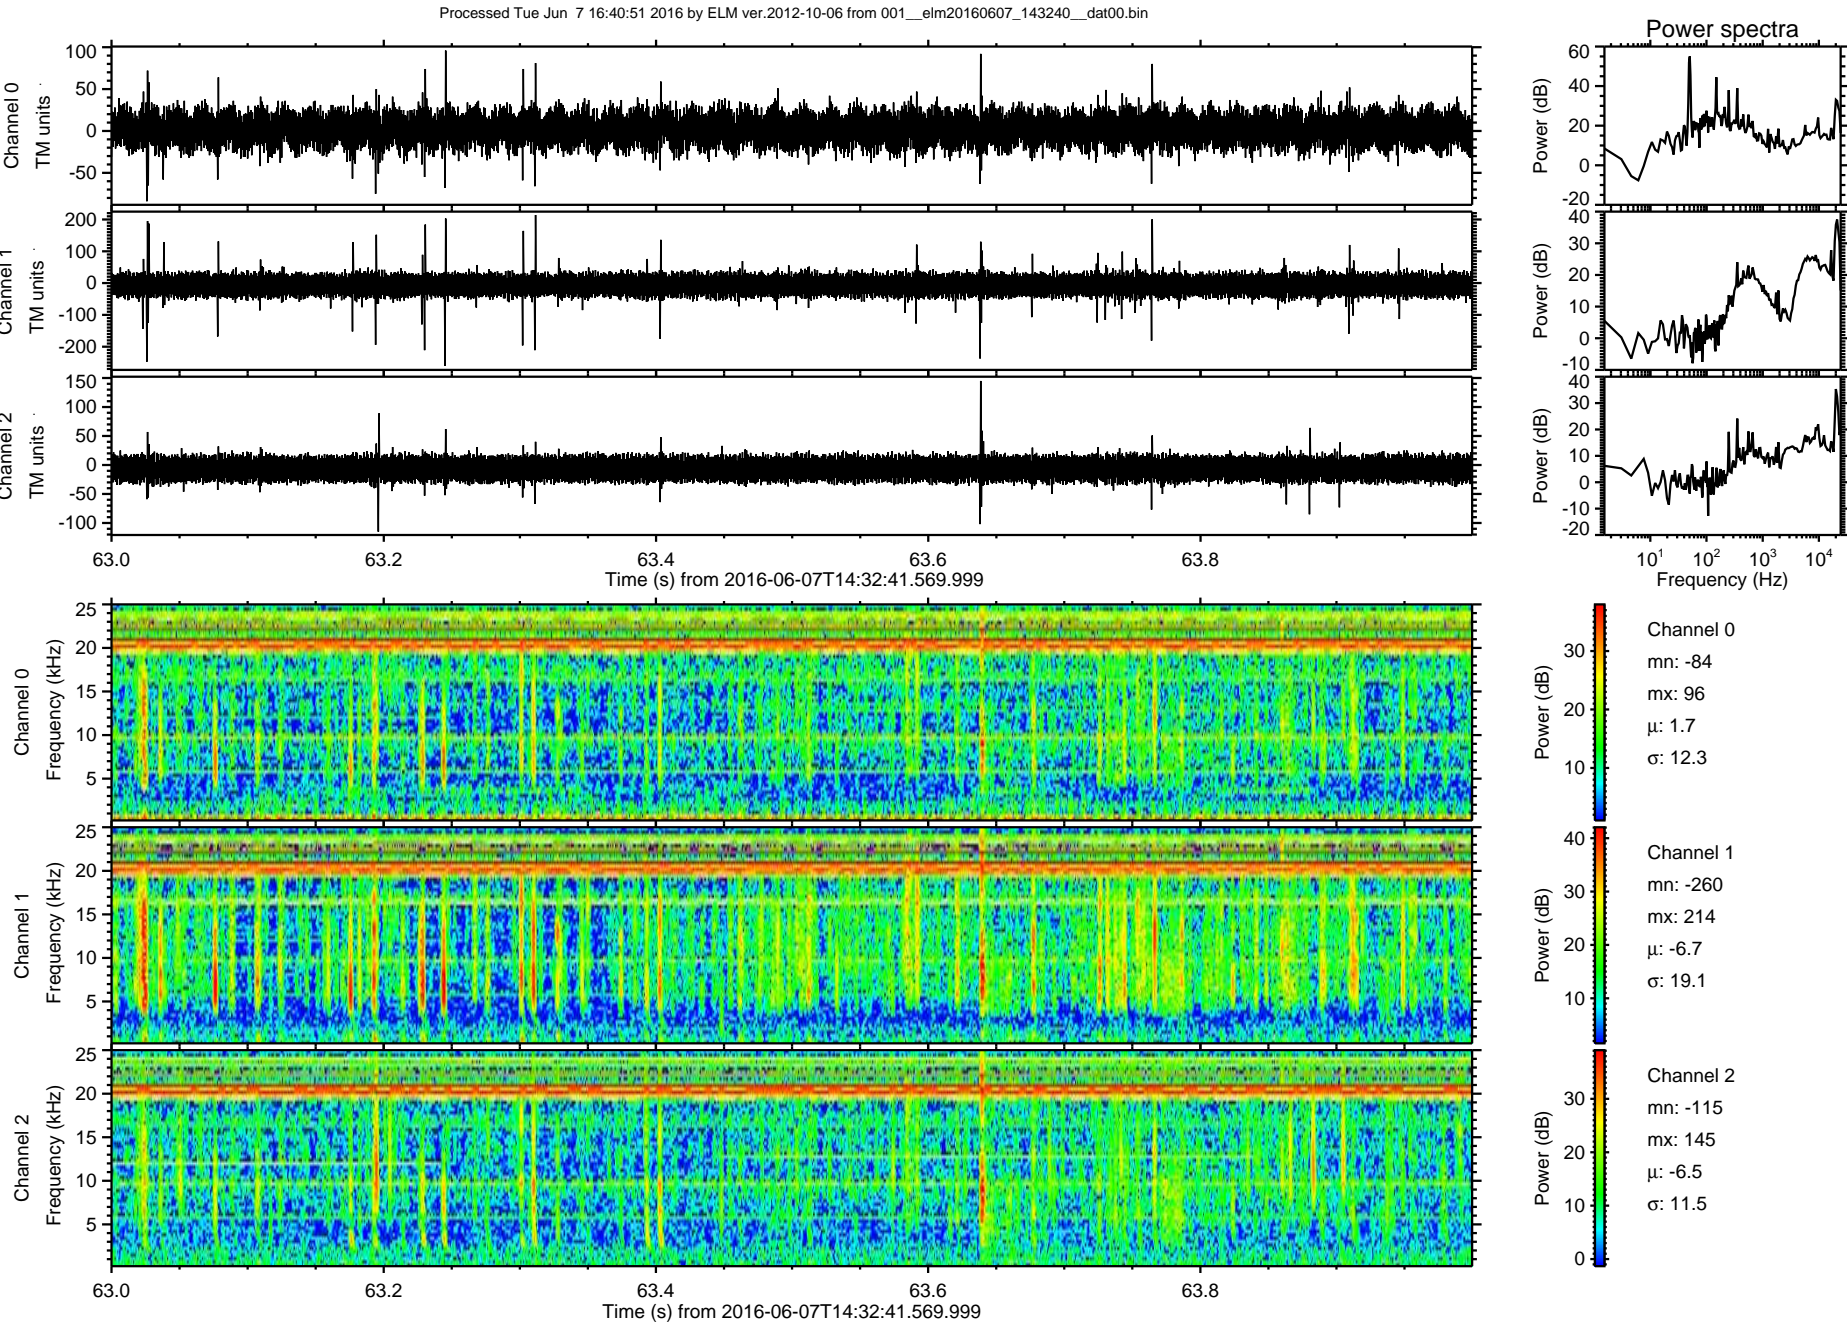 Processed Tue Jun 7 16:40:51 2016 by ELM ver.2012-10-06 from 001__elm20160607_143240__dat00.bin
Power spectra
Channel 0
TM units
100
50
0
-50
Power (dB)
60
40
20
0
-20
Channel 1
TM units
200
100
0
-100
-200
Power (dB)
40
30
20
10
0
-10
Channel 2
TM units
150
100
50
0
-50
-100
Power (dB)
40
30
20
10
0
-10
-20
63.0 63.2 63.4 63.6 63.8
Time (s) from 2016-06-07T14:32:41.569.999
10^1 10^2 10^3 10^4
Frequency (Hz)
Channel 0
Frequency (kHz)
25
20
15
10
5
Power (dB)
30
20
10
Channel 0
mn: -84
mx: 96
μ: 1.7
σ: 12.3
Channel 1
Frequency (kHz)
25
20
15
10
5
Power (dB)
40
30
20
10
Channel 1
mn: -260
mx: 214
μ: -6.7
σ: 19.1
Channel 2
Frequency (kHz)
25
20
15
10
5
Power (dB)
30
20
10
0
Channel 2
mn: -115
mx: 145
μ: -6.5
σ: 11.5
63.0 63.2 63.4 63.6 63.8
Time (s) from 2016-06-07T14:32:41.569.999